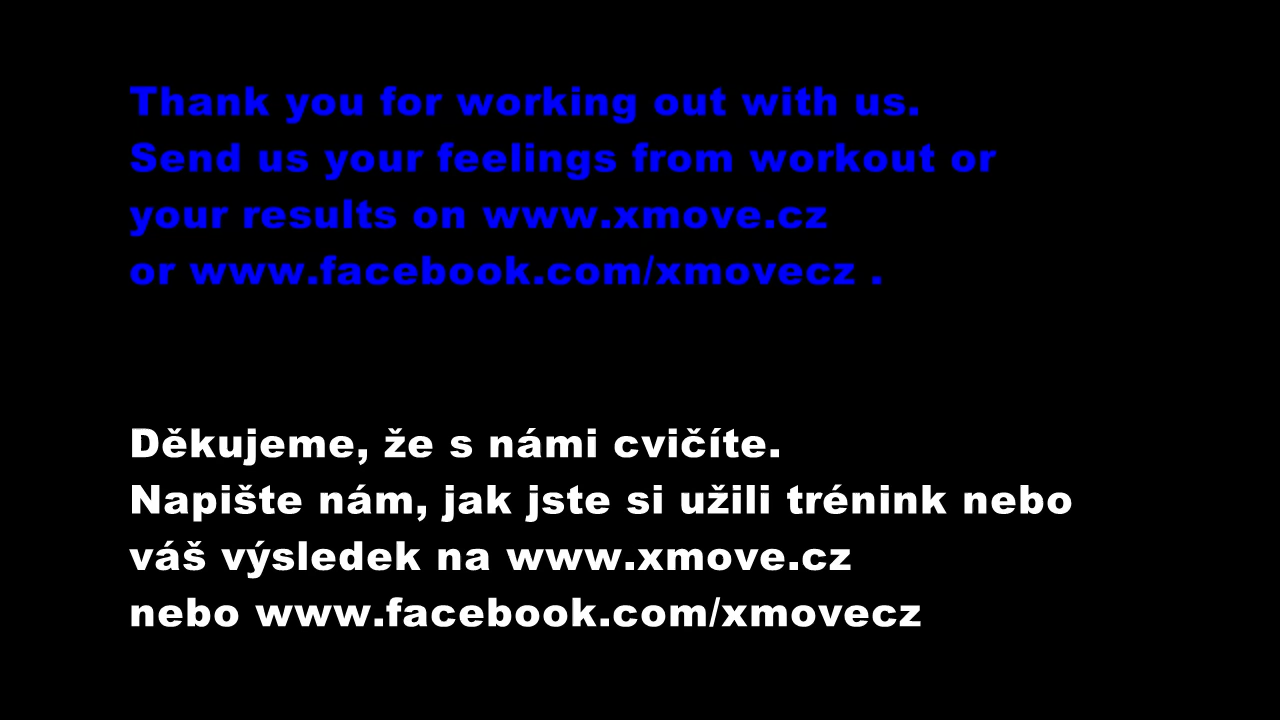 Thank you for working out with us.
Send us your feelings from workout or
your results on www.xmove.cz
or www.facebook.com/xmovecz .
Děkujeme, že s námi cvičíte.
Napište nám, jak jste si užili trénink nebo
váš výsledek na www.xmove.cz
nebo www.facebook.com/xmovecz